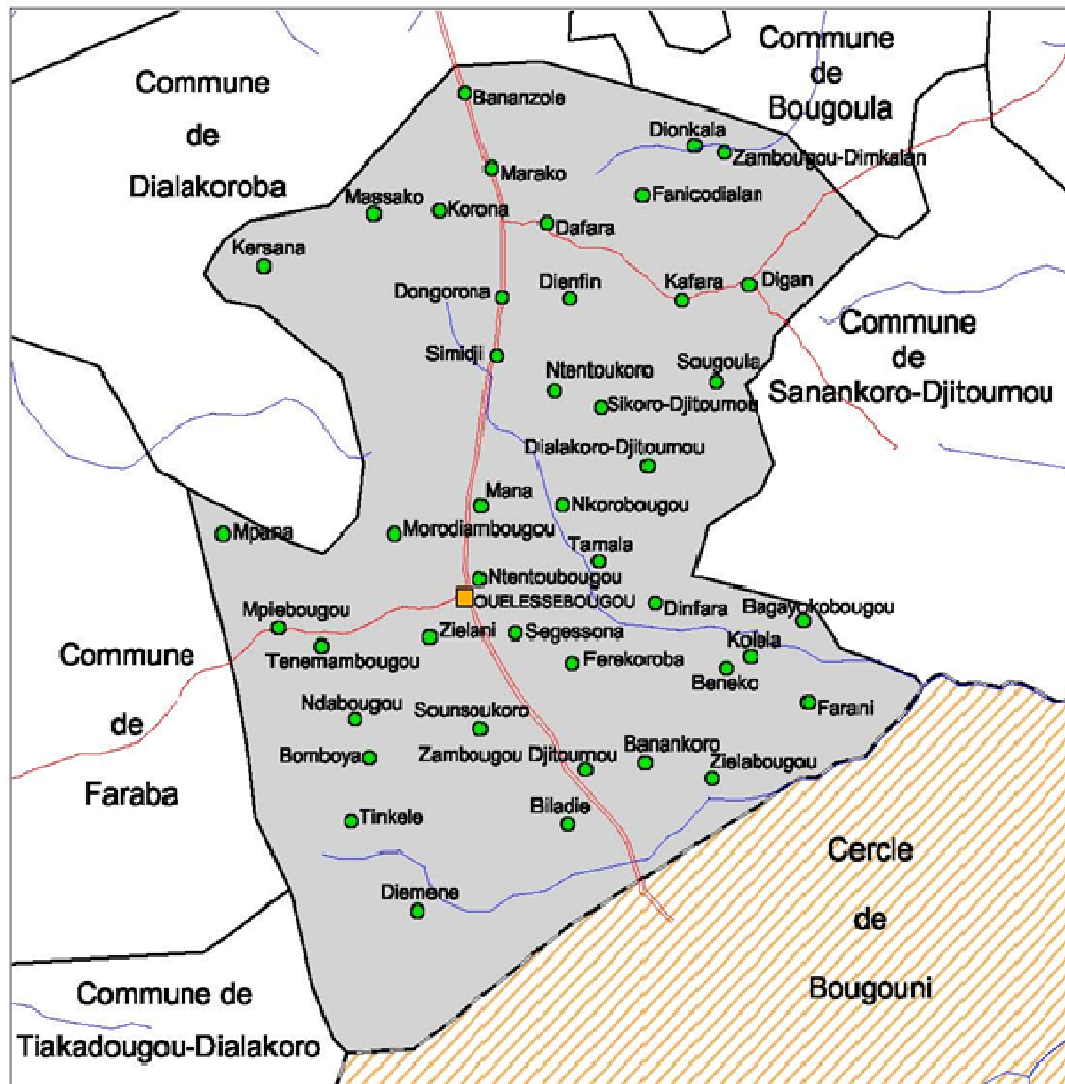 Commune
de
Bougoula
Commune
de
Dialakoroba
Bananzole
Dionkala
Zambougou-Dimkalan
Marako
Fanicodialan
Massako
Korona
Dafara
Kersana
Dongorona
Dienfin
Kafara
Digan
Commune
de
Sanankoro-Djitoumou
Simidji
Ntentoukoro
Sougoula
Sikoro-Djitoumou
Dialakoro-Djitoumou
Mana
Nkorobougou
Mpana
Morodiambougou
Tamala
Ntentoubougou
OUELESSEBOUGOU
Dinfara
Bagayokobougou
Mpiebougou
Zielani
Segessona
Kolela
Tenemambougou
Ferekoroba
Beneko
Commune
de
Faraba
Ndabougou
Sounsoukoro
Farani
Bomboya
Zambougou Djitoumou
Banankoro
Zielabougou
Tinkele
Biladie
Diemene
Cercle
de
Bougouni
Commune de
Tiakadougou-Dialakoro